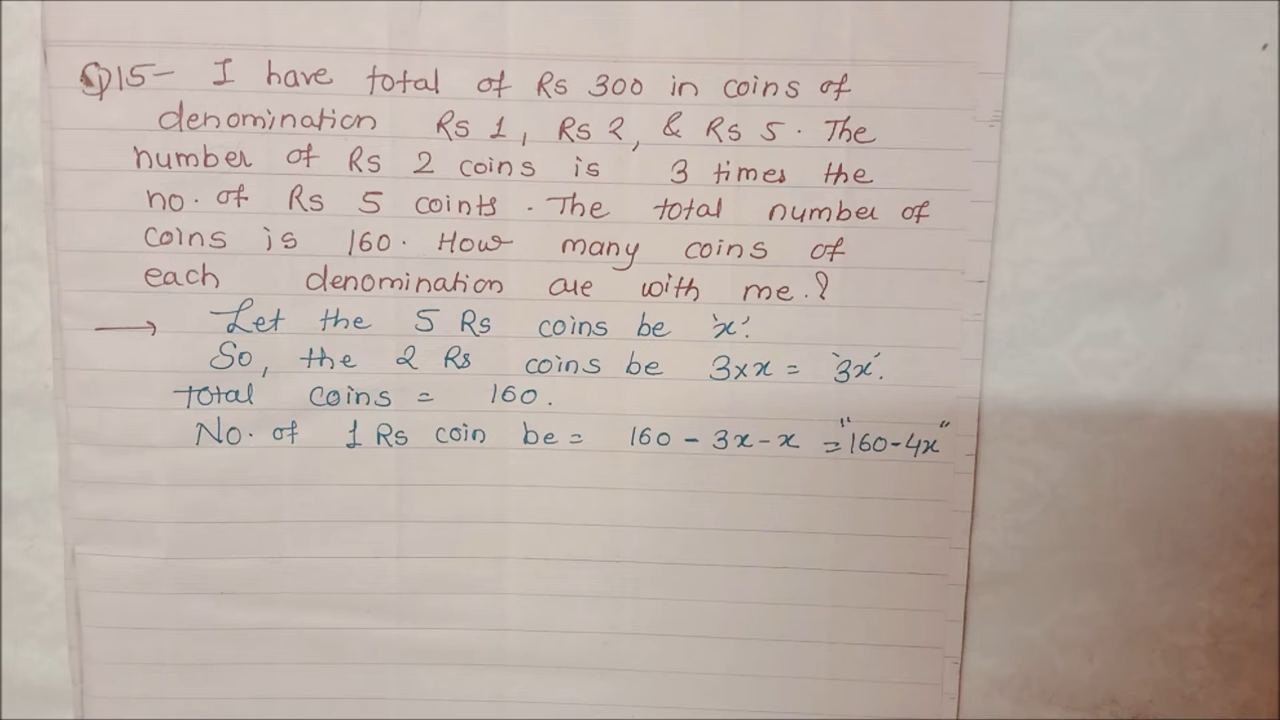 Q15- I have total of Rs 300 in coins of
denomination Rs 1, Rs 2, & Rs 5. The
number of Rs 2 coins is 3 times the
no. of Rs 5 coints. The total number of
coins is 160. How many coins of
each denomination are with me.?
→ Let the 5 Rs coins be 'x'.
So, the 2 Rs coins be 3×x = '3x'.
Total coins = 160.
No. of 1 Rs coin be = 160 - 3x - x = "160-4x"